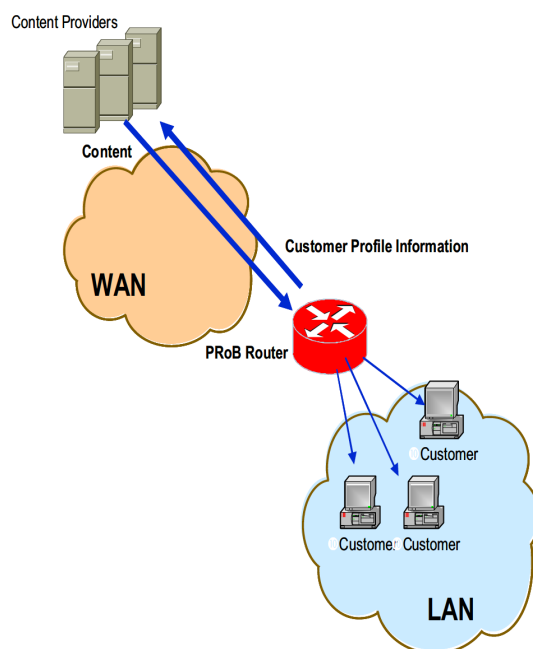 Content Providers
Content
Customer Profile Information
WAN
PRoB Router
Customer
Customer
Customer
LAN